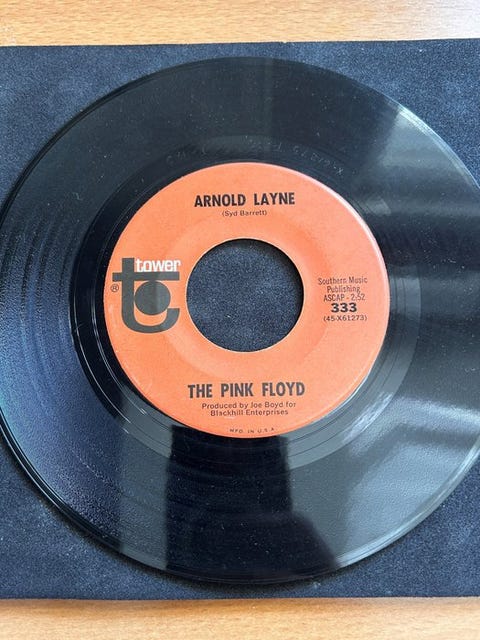 ARNOLD LAYNE
(Syd Barrett)
tower
®
Southern Music
Publishing
ASCAP - 2:52
333
(45-X61273)
THE PINK FLOYD
Produced by Joe Boyd for
Blackhill Enterprises
MFD. IN U.S.A.